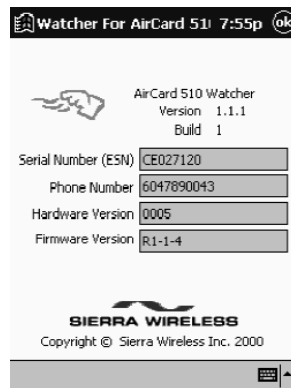 Watcher For AirCard 51 7:55p ok
AirCard 510 Watcher
Version 1.1.1
Build 1
Serial Number (ESN) CE027120
Phone Number 6047890043
Hardware Version 0005
Firmware Version R1-1-4
SIERRA WIRELESS
Copyright © Sierra Wireless Inc. 2000